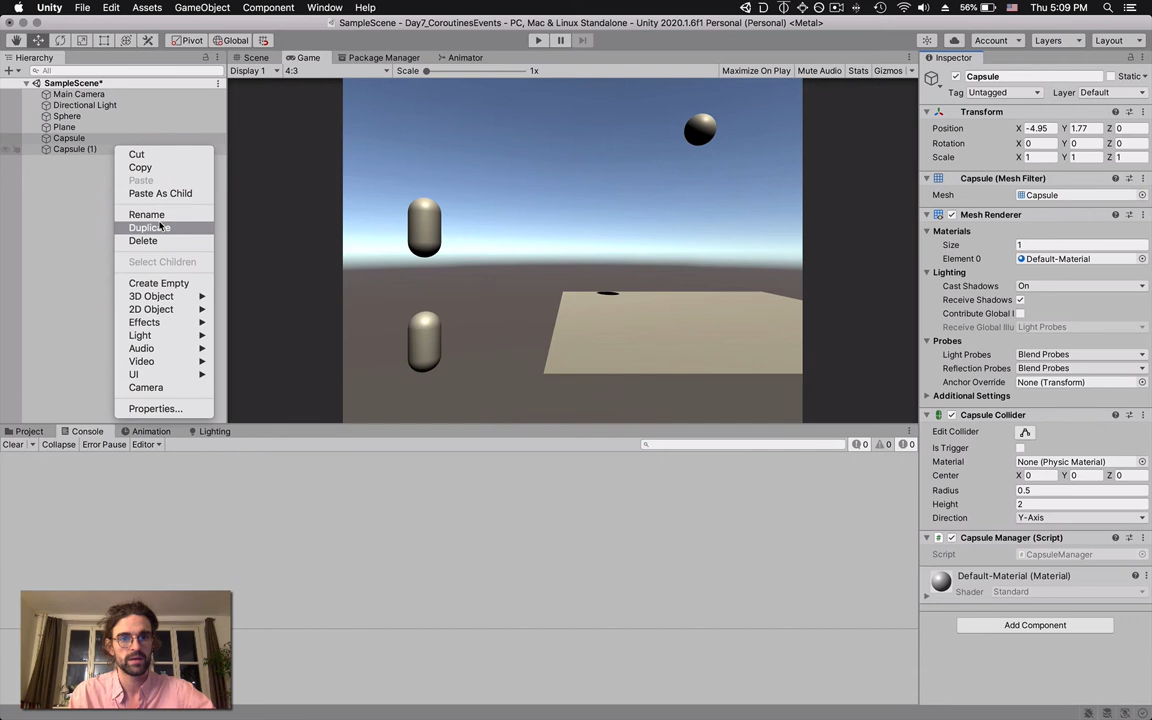 Unity File Edit Assets GameObject Component Window Help 56% Thu 5:09 PM
SampleScene - Day7_CoroutinesEvents - PC, Mac & Linux Standalone - Unity 2020.1.6f1 Personal (Personal) <Metal>
Pivot Global Account Layers Layout
Hierarchy Scene Game Package Manager Animator Inspector
All Display 1 4:3 Scale 1x Maximize On Play Mute Audio Stats Gizmos
Capsule Static
Tag Untagged Layer Default
SampleScene*
Main Camera
Directional Light
Sphere
Plane
Capsule
Capsule (1)
Cut
Copy
Paste
Paste As Child
Rename
Duplicate
Delete
Select Children
Create Empty
3D Object
2D Object
Effects
Light
Audio
Video
UI
Camera
Properties...
Transform
Position X -4.95 Y 1.77 Z 0
Rotation X 0 Y 0 Z 0
Scale X 1 Y 1 Z 1
Capsule (Mesh Filter)
Mesh Capsule
Mesh Renderer
Materials
Size 1
Element 0 Default-Material
Lighting
Cast Shadows On
Receive Shadows
Contribute Global I
Receive Global Illu Light Probes
Probes
Light Probes Blend Probes
Reflection Probes Blend Probes
Anchor Override None (Transform)
Additional Settings
Capsule Collider
Edit Collider
Is Trigger
Material None (Physic Material)
Center X 0 Y 0 Z 0
Radius 0.5
Height 2
Direction Y-Axis
Capsule Manager (Script)
Script CapsuleManager
Default-Material (Material)
Shader Standard
Add Component
Project Console Animation Lighting
Clear Collapse Error Pause Editor 0 0 0